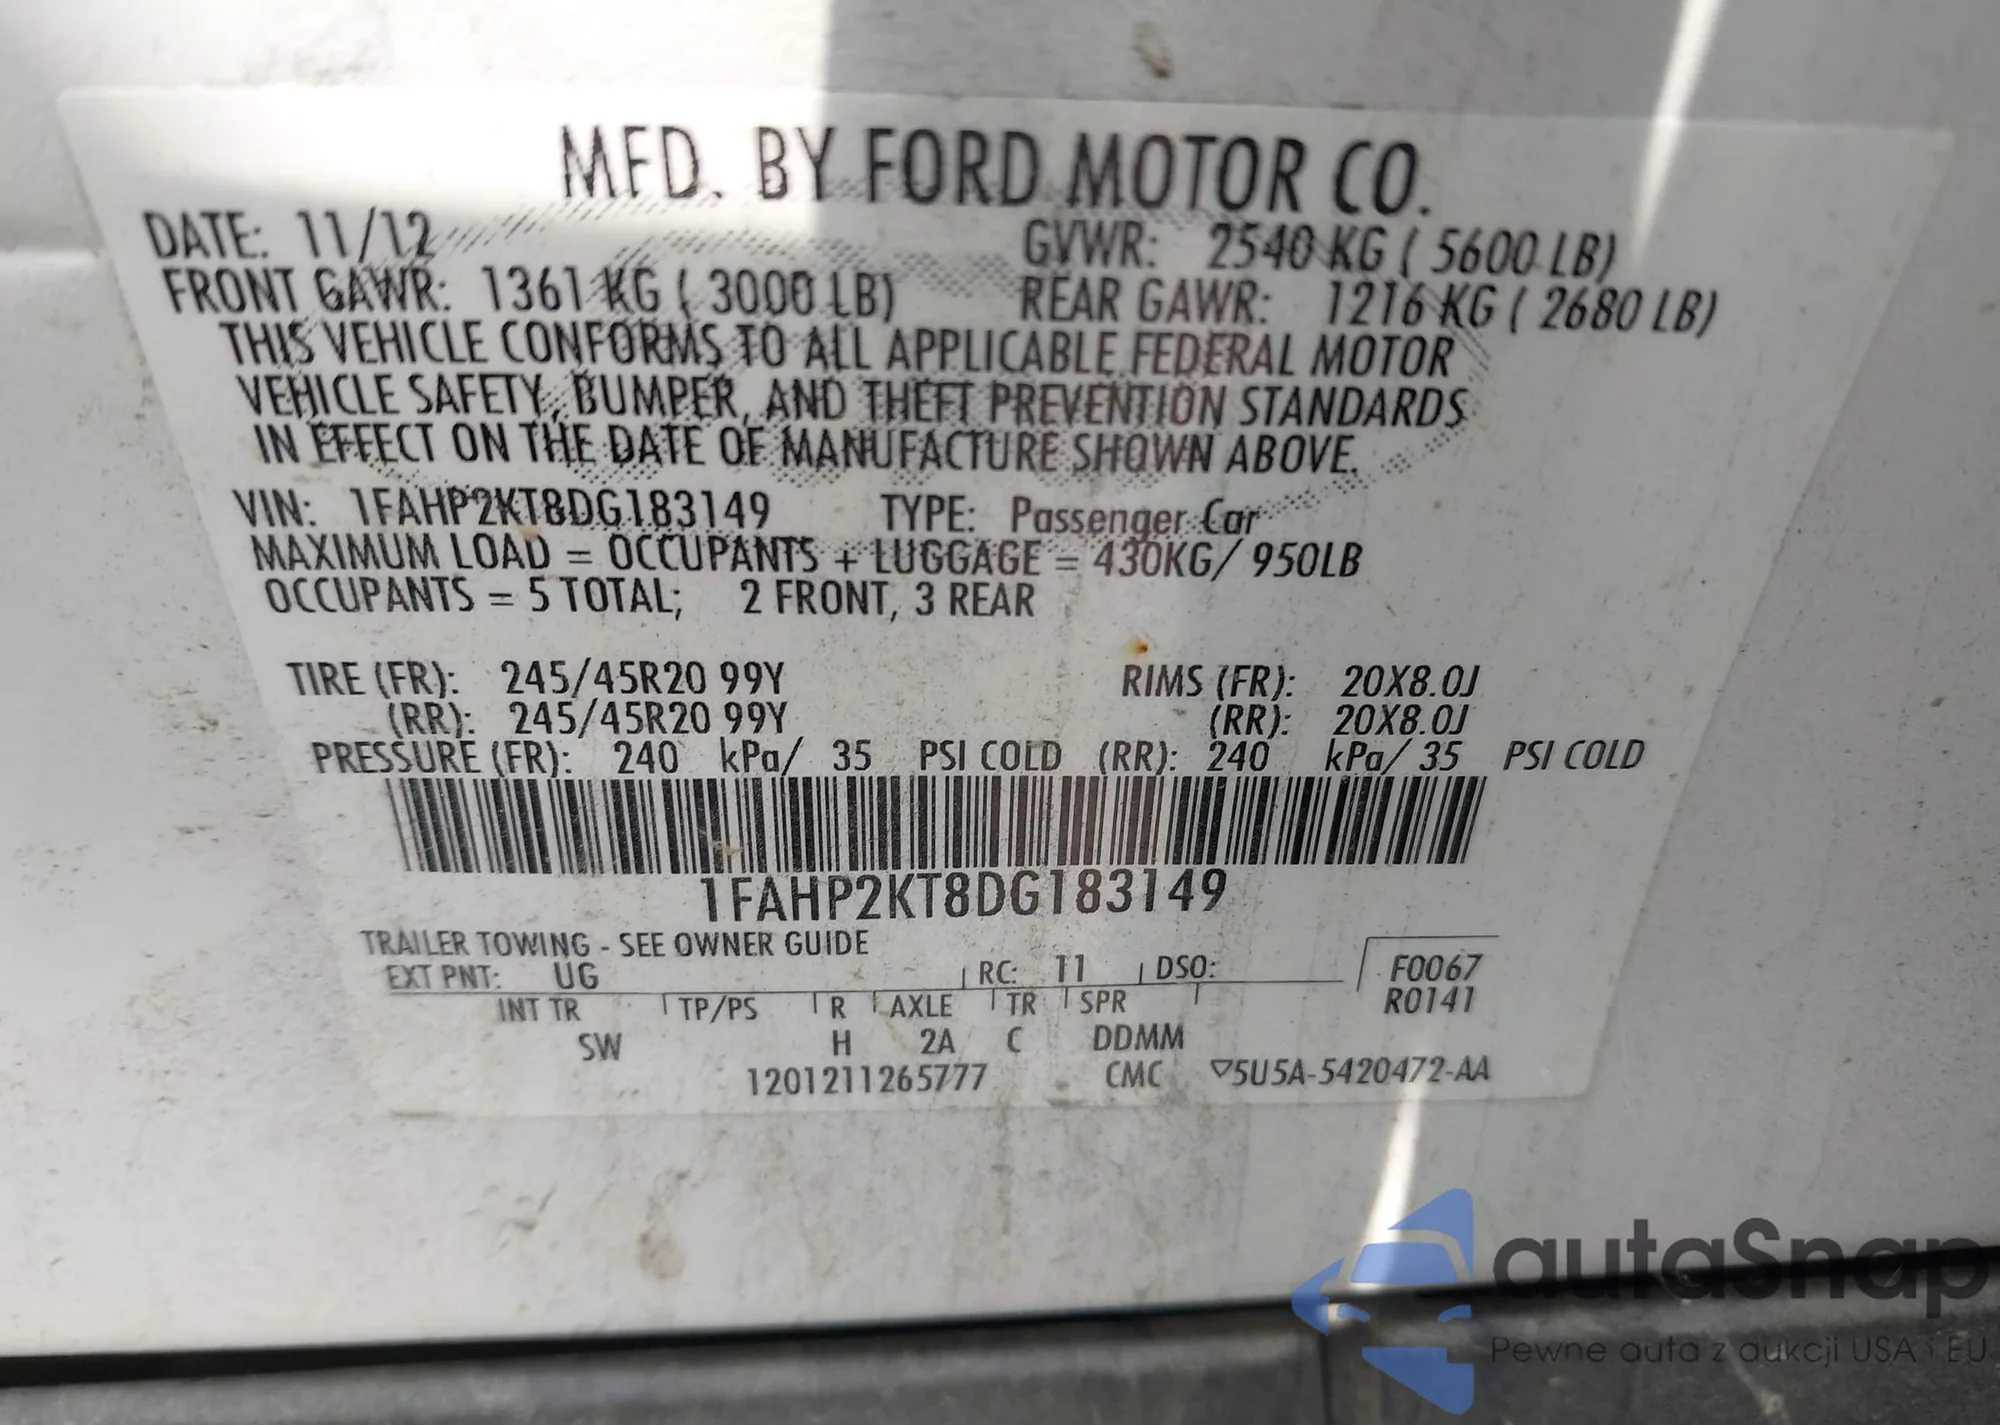 MFD. BY FORD MOTOR CO.
DATE: 11/12 GVWR: 2540 KG ( 5600 LB)
FRONT GAWR: 1361 KG ( 3000 LB) REAR GAWR: 1216 KG ( 2680 LB)
THIS VEHICLE CONFORMS TO ALL APPLICABLE FEDERAL MOTOR
VEHICLE SAFETY, BUMPER, AND THEFT PREVENTION STANDARDS
IN EFFECT ON THE DATE OF MANUFACTURE SHOWN ABOVE.
VIN: 1FAHP2KT8DG183149 TYPE: Passenger Car
MAXIMUM LOAD = OCCUPANTS + LUGGAGE = 430KG/ 950LB
OCCUPANTS = 5 TOTAL; 2 FRONT, 3 REAR
TIRE (FR): 245/45R20 99Y RIMS (FR): 20X8.0J
(RR): 245/45R20 99Y (RR): 20X8.0J
PRESSURE (FR): 240 kPa/ 35 PSI COLD (RR): 240 kPa/ 35 PSI COLD
1FAHP2KT8DG183149
TRAILER TOWING - SEE OWNER GUIDE
EXT PNT: UG RC: 11 DSO: F0067
INT TR TP/PS R AXLE TR SPR R0141
SW H 2A C DDMM
1201211265777 CMC ▽5U5A-5420472-AA
autaSnap
Pewne auta z aukcji USA i EU